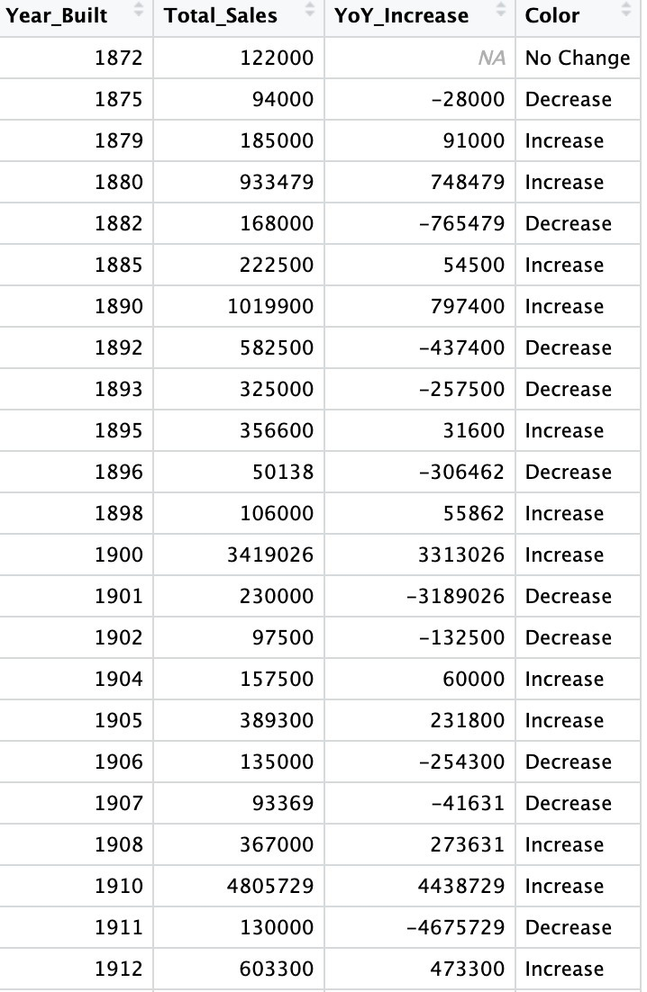 Year_Built Total_Sales YoY_Increase Color
1872 122000 NA No Change
1875 94000 -28000 Decrease
1879 185000 91000 Increase
1880 933479 748479 Increase
1882 168000 -765479 Decrease
1885 222500 54500 Increase
1890 1019900 797400 Increase
1892 582500 -437400 Decrease
1893 325000 -257500 Decrease
1895 356600 31600 Increase
1896 50138 -306462 Decrease
1898 106000 55862 Increase
1900 3419026 3313026 Increase
1901 230000 -3189026 Decrease
1902 97500 -132500 Decrease
1904 157500 60000 Increase
1905 389300 231800 Increase
1906 135000 -254300 Decrease
1907 93369 -41631 Decrease
1908 367000 273631 Increase
1910 4805729 4438729 Increase
1911 130000 -4675729 Decrease
1912 603300 473300 Increase